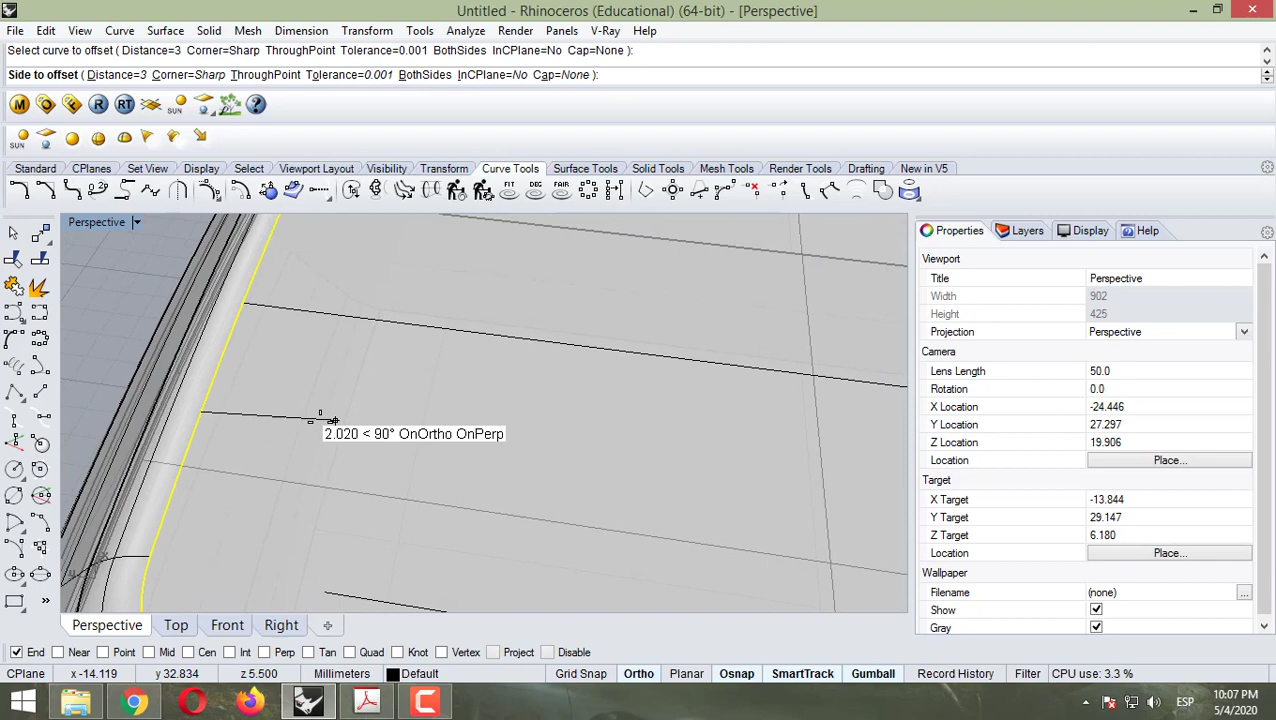 Untitled - Rhinoceros (Educational) (64-bit) - [Perspective]
File Edit View Curve Surface Solid Mesh Dimension Transform Tools Analyze Render Panels V-Ray Help
Select curve to offset ( Distance=3 Corner=Sharp ThroughPoint Tolerance=0.001 BothSides InCPlane=No Cap=None ):
Side to offset ( Distance=3 Corner=Sharp ThroughPoint Tolerance=0.001 BothSides InCPlane=No Cap=None ):
M O F R RT SUN ?
SUN
Standard CPlanes Set View Display Select Viewport Layout Visibility Transform Curve Tools Surface Tools Solid Tools Mesh Tools Render Tools Drafting New in V5
FIT DEG FAIR
Perspective
Properties Layers Display Help
Viewport
Title Perspective
Width 902
Height 425
Projection Perspective
Camera
Lens Length 50.0
Rotation 0.0
X Location -24.446
Y Location 27.297
Z Location 19.906
Location Place...
Target
X Target -13.844
Y Target 29.147
Z Target 6.180
Location Place...
Wallpaper
Filename (none) ...
Show
Gray
2.020 < 90° OnOrtho OnPerp
Perspective Top Front Right
End Near Point Mid Cen Int Perp Tan Quad Knot Vertex Project Disable
CPlane x -14.119 y 32.834 z 5.500 Millimeters Default Grid Snap Ortho Planar Osnap SmartTrack Gumball Record History Filter CPU use: 3.3 %
ESP
10:07 PM
5/4/2020